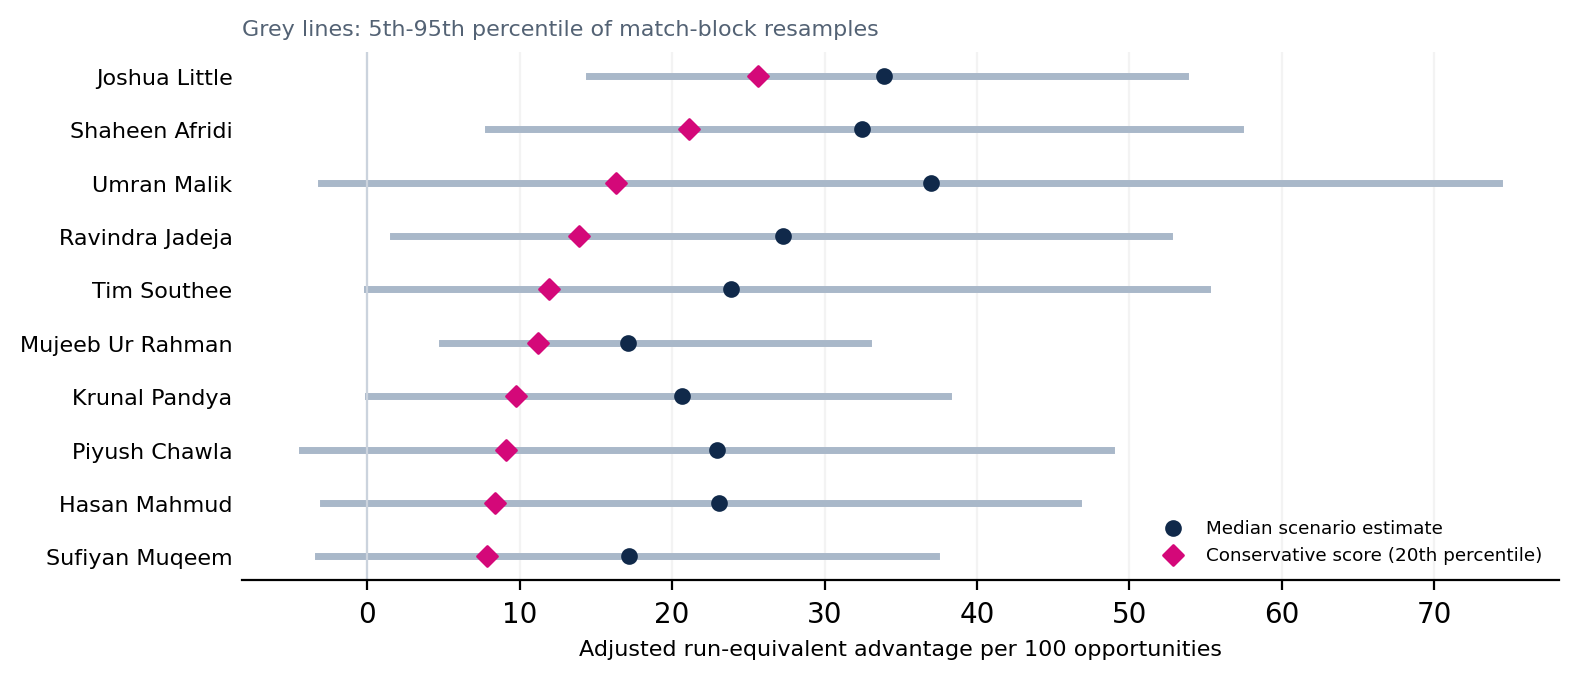 Grey lines: 5th-95th percentile of match-block resamples
Joshua Little
Shaheen Afridi
Umran Malik
Ravindra Jadeja
Tim Southee
Mujeeb Ur Rahman
Krunal Pandya
Piyush Chawla
Hasan Mahmud
Sufiyan Muqeem
Median scenario estimate
Conservative score (20th percentile)
0 10 20 30 40 50 60 70
Adjusted run-equivalent advantage per 100 opportunities